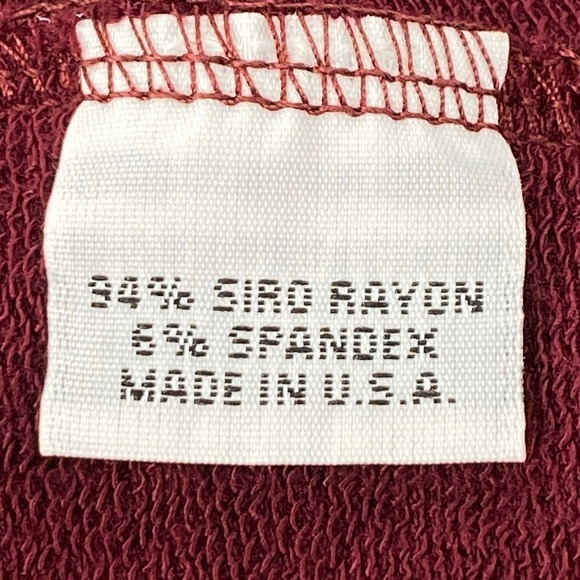 94% SIRO RAYON
6% SPANDEX
MADE IN U.S.A.